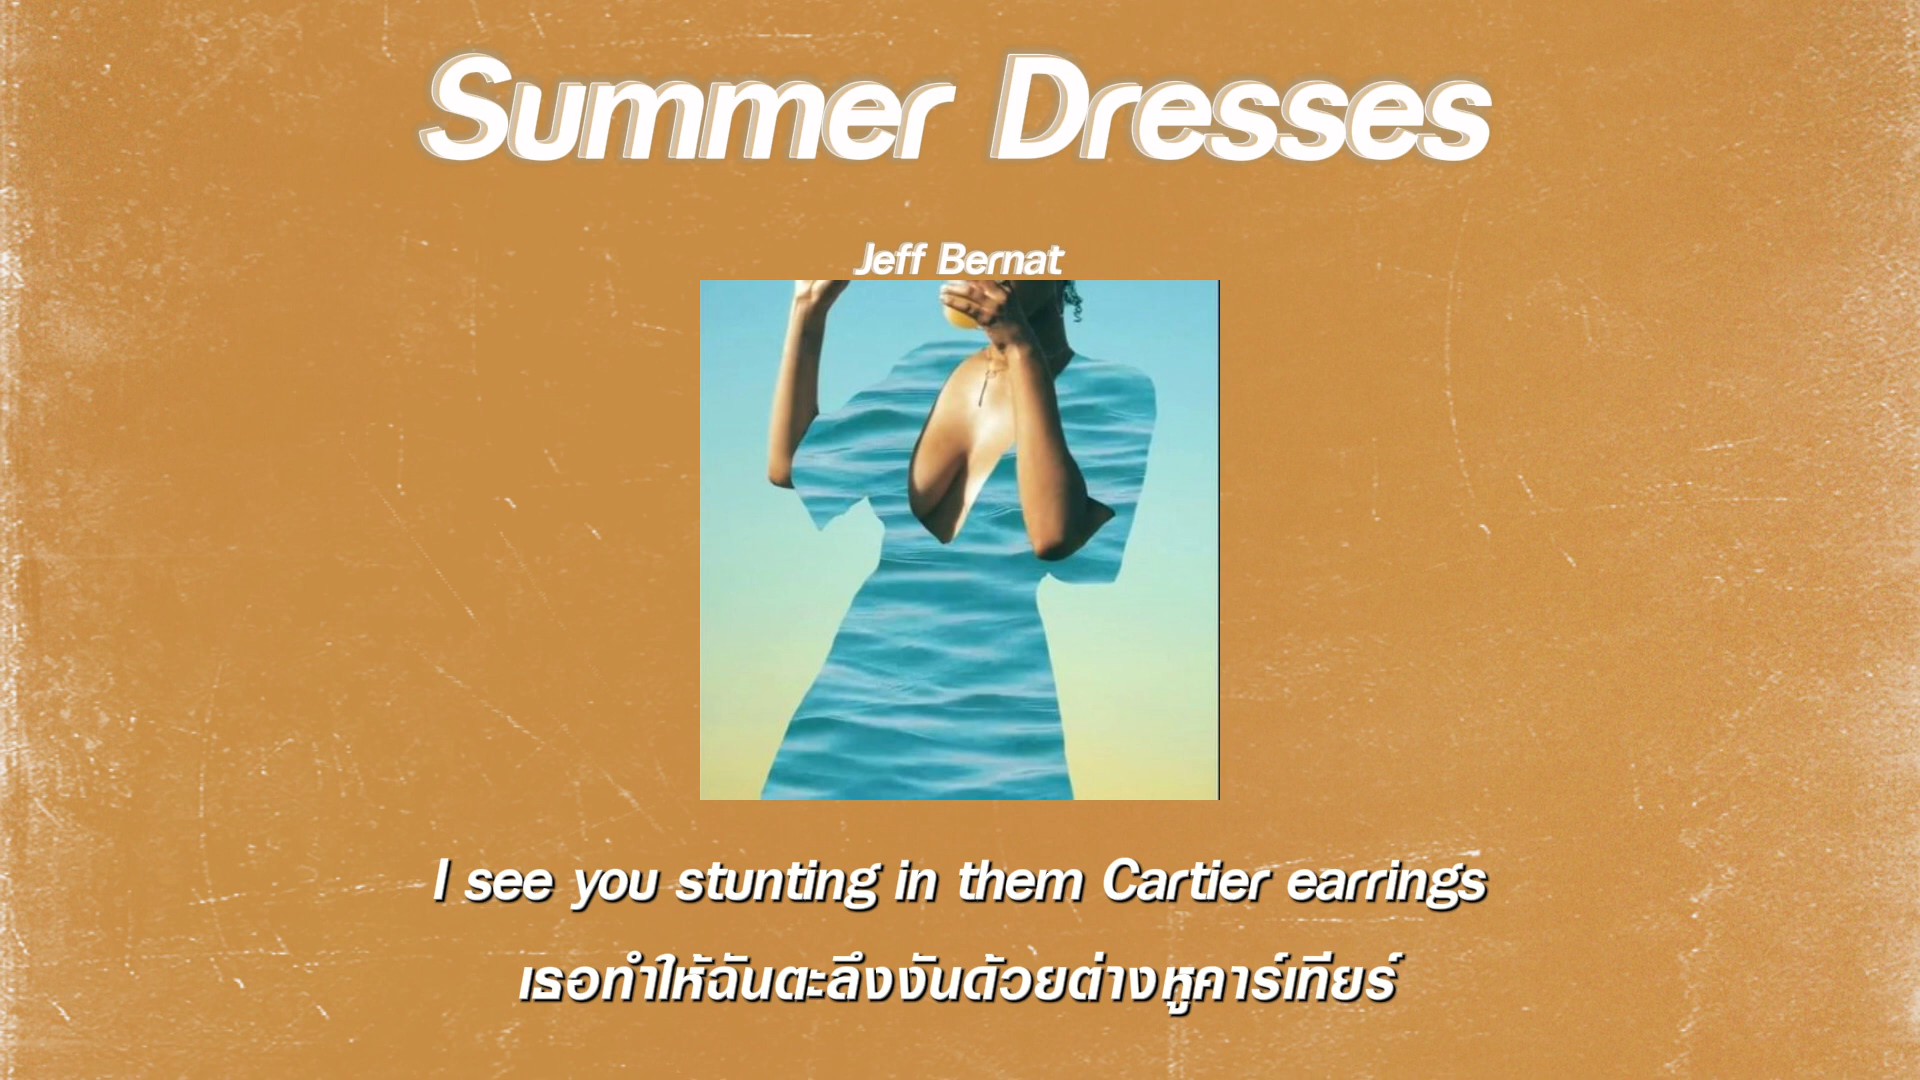 Summer Dresses
Jeff Bernat
I see you stunting in them Cartier earrings
เธอทำให้ฉันตะลึงงันด้วยต่างหูคาร์เทียร์